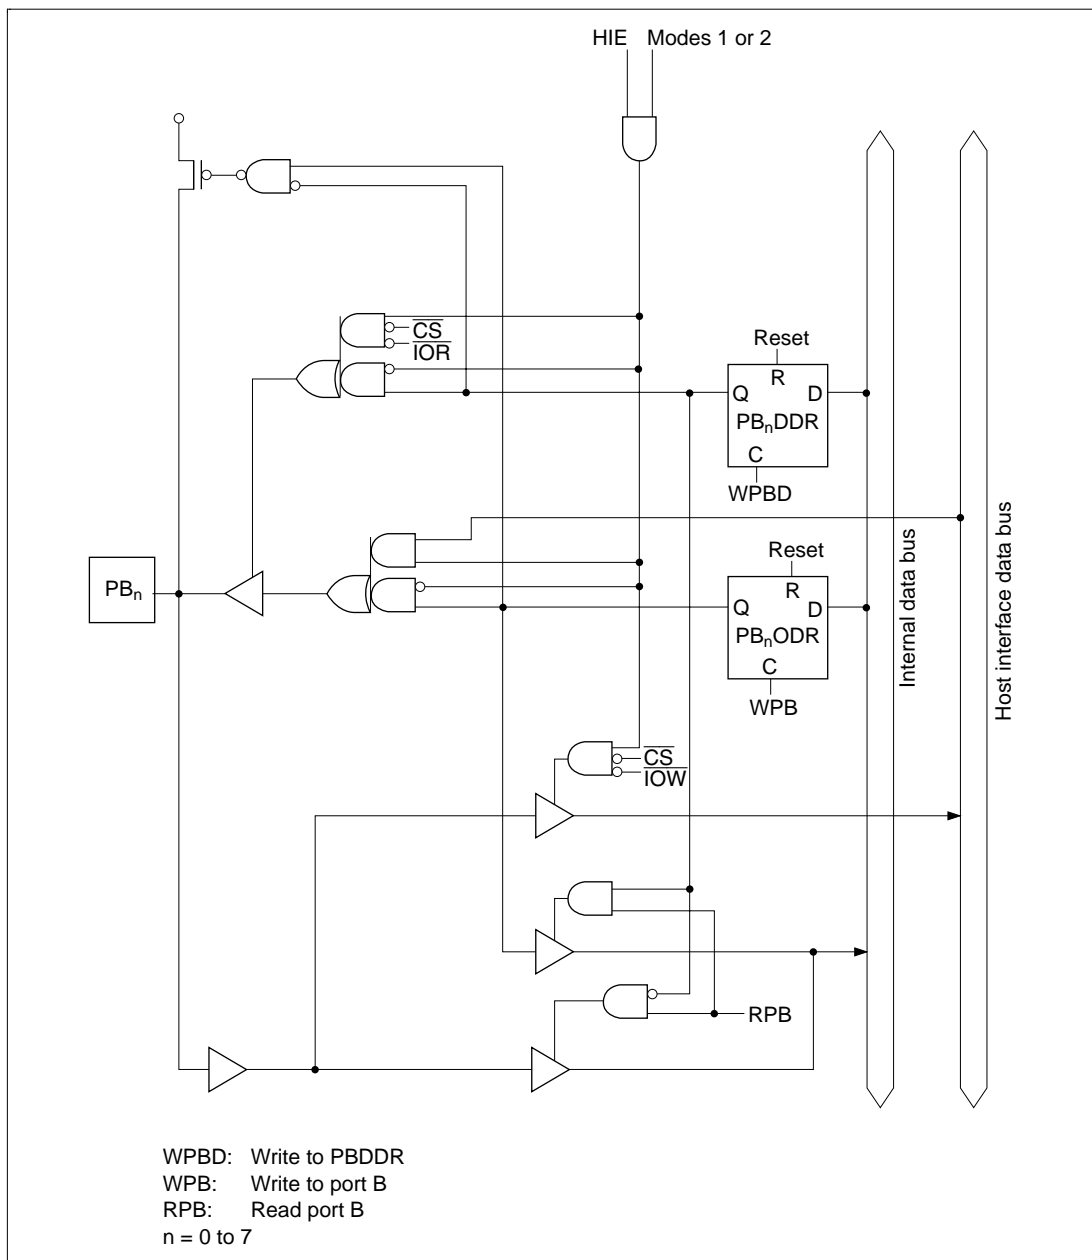 HIE Modes 1 or 2
CS
IOR
Reset
R
Q D
PBnDDR
C
WPBD
Reset
R
Q D
PBnODR
C
WPB
PBn
Internal data bus
Host interface data bus
CS
IOW
RPB
WPBD: Write to PBDDR
WPB: Write to port B
RPB: Read port B
n = 0 to 7